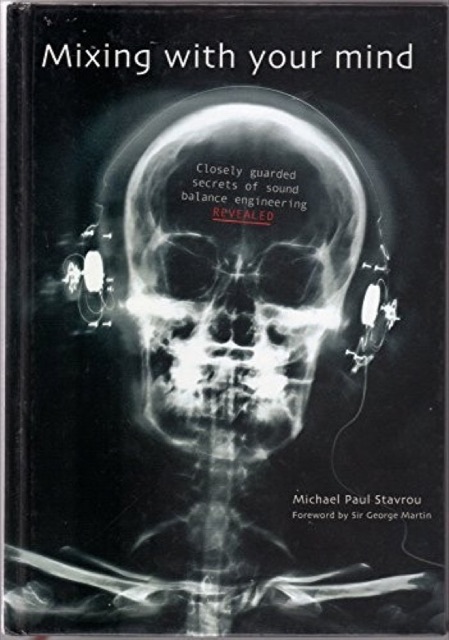 Mixing with your mind
Closely guarded
secrets of sound
balance engineering
REVEALED
Michael Paul Stavrou
Foreword by Sir George Martin